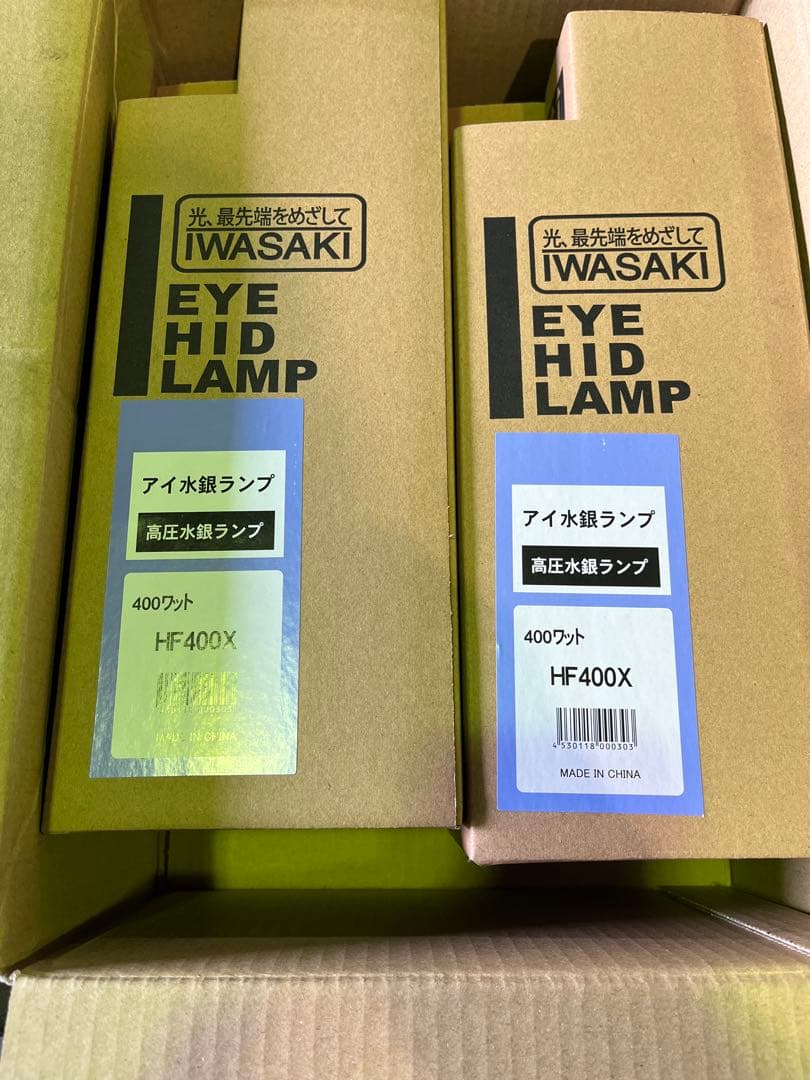 光、最先端をめざして
IWASAKI
EYE
HID
LAMP
アイ水銀ランプ
高圧水銀ランプ
400ワット
HF400X
MADE IN CHINA
光、最先端をめざして
IWASAKI
EYE
HID
LAMP
アイ水銀ランプ
高圧水銀ランプ
400ワット
HF400X
4530118000303
MADE IN CHINA